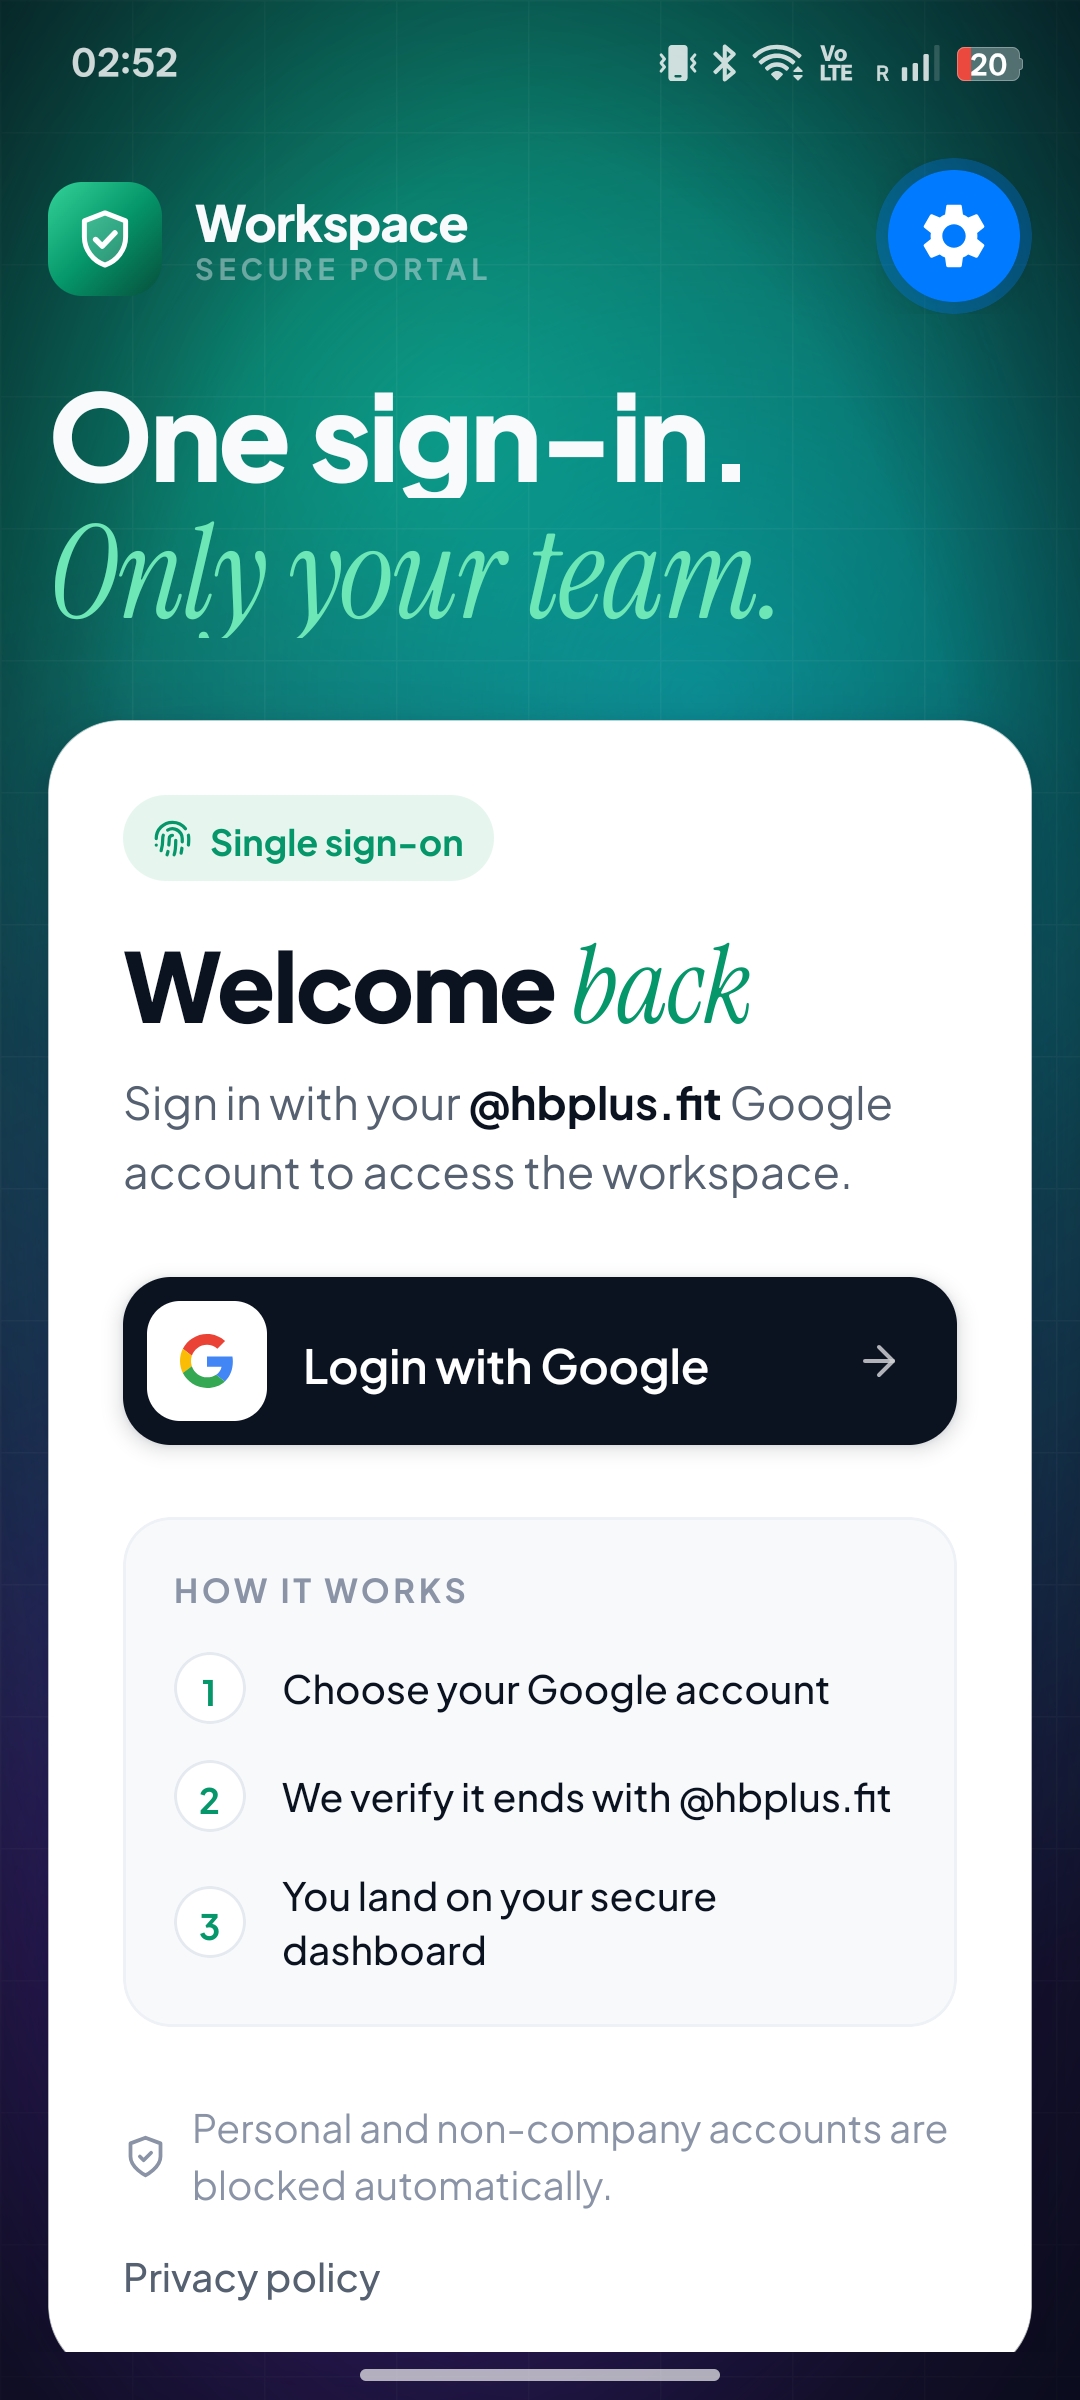 02:52
Vo
LTE
R
20
Workspace
SECURE PORTAL
One sign-in.
Only your team.
Single sign-on
Welcome back
Sign in with your @hbplus.fit Google
account to access the workspace.
Login with Google
HOW IT WORKS
1 Choose your Google account
2 We verify it ends with @hbplus.fit
3 You land on your secure
dashboard
Personal and non-company accounts are
blocked automatically.
Privacy policy